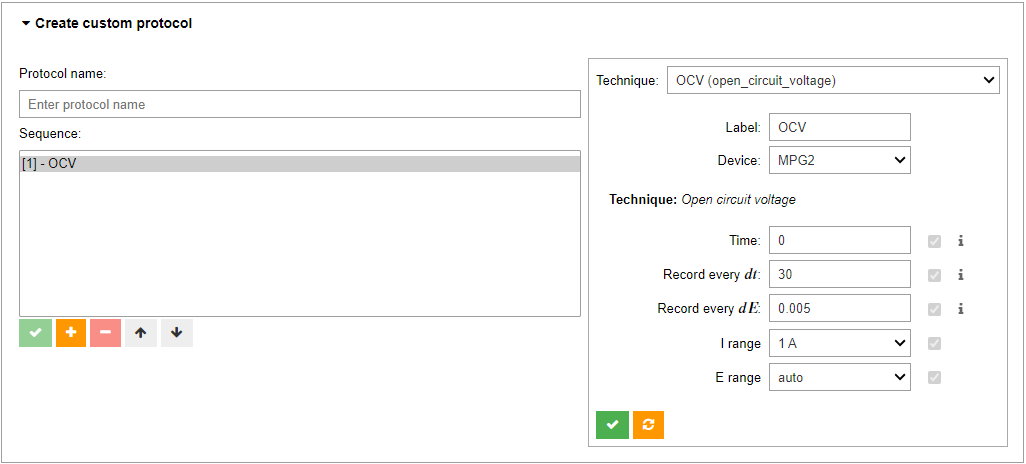 Create custom protocol
Protocol name:
Enter protocol name
Sequence:
[1] - OCV
Technique: OCV (open_circuit_voltage)
Label: OCV
Device: MPG2
Technique: Open circuit voltage
Time: 0
Record every dt: 30
Record every dE: 0.005
I range 1 A
E range auto